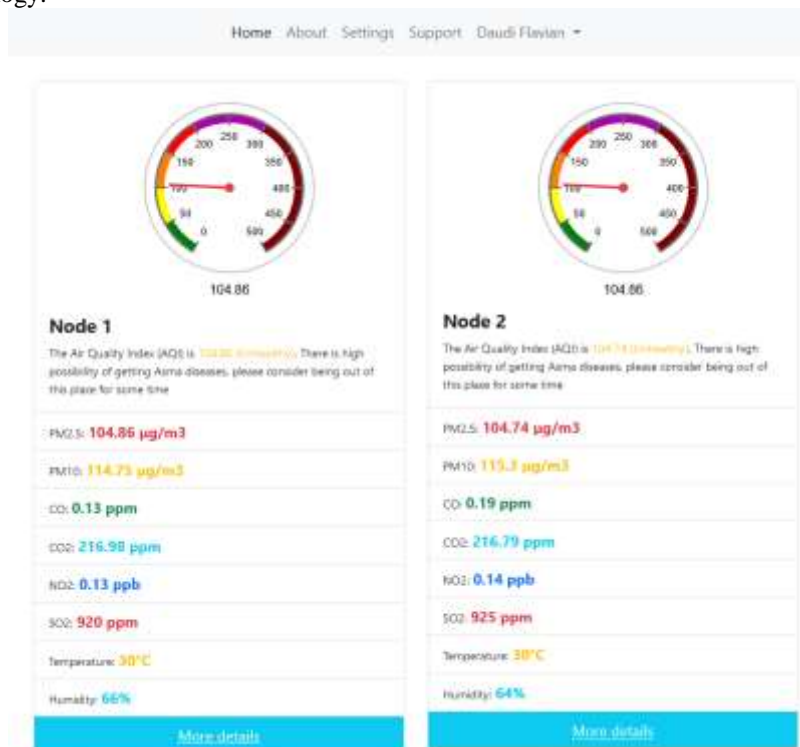 ogy.
Home About Settings Support Daudi Flavian
0
50
100
150
200
250
300
350
400
450
500
104.86
Node 1
The Air Quality Index (AQI) is 104.86 (Unhealthy). There is high
possibility of getting Asma diseases, please consider being out of
this place for some time
PM2.5: 104.86 µg/m3
PM10: 114.75 µg/m3
CO: 0.13 ppm
CO2: 216.98 ppm
NO2: 0.13 ppb
SO2: 920 ppm
Temperature: 30°C
Humidity: 66%
More details
0
50
100
150
200
250
300
350
400
450
500
104.86
Node 2
The Air Quality Index (AQI) is 104.74 (Unhealthy). There is high
possibility of getting Asma diseases, please consider being out of
this place for some time
PM2.5: 104.74 µg/m3
PM10: 115.3 µg/m3
CO: 0.19 ppm
CO2: 216.79 ppm
NO2: 0.14 ppb
SO2: 925 ppm
Temperature: 30°C
Humidity: 64%
More details